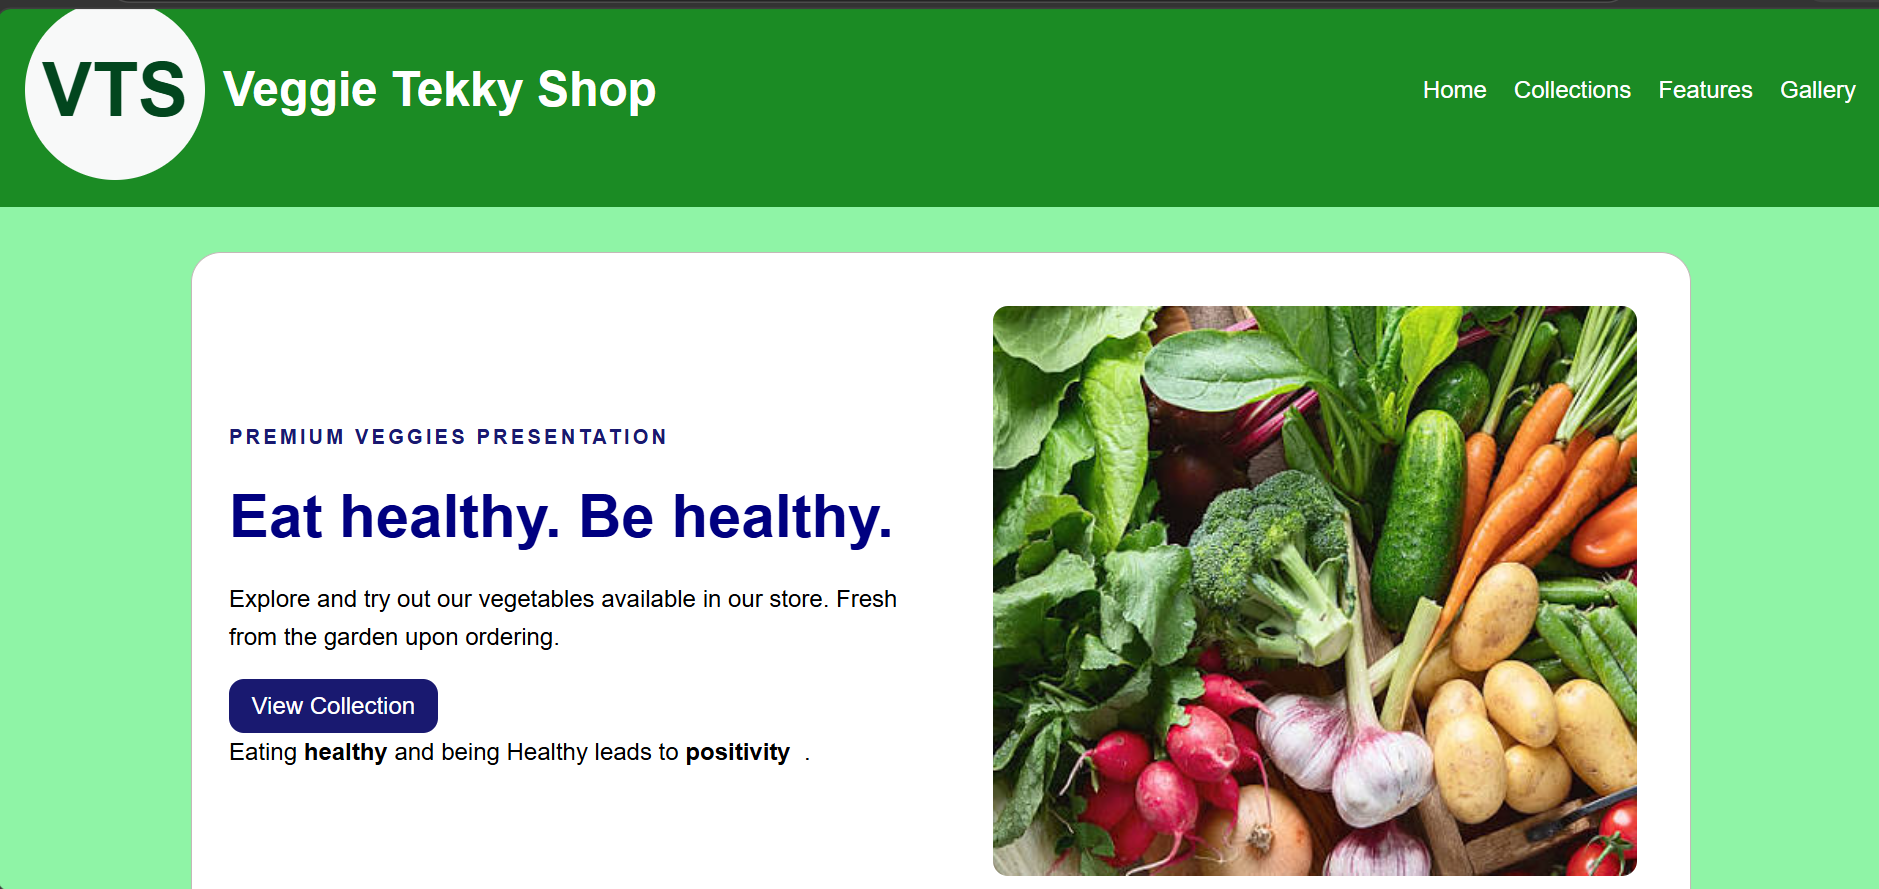 VTS
Veggie Tekky Shop
Home Collections Features Gallery
PREMIUM VEGGIES PRESENTATION
Eat healthy. Be healthy.
Explore and try out our vegetables available in our store. Fresh
from the garden upon ordering.
View Collection
Eating healthy and being Healthy leads to positivity .